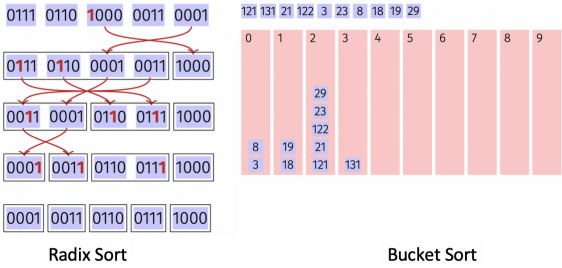 0111 0110 1000 0011 0001
0111 0110 0001 0011 1000
0011 0001 0110 0111 1000
0001 0011 0110 0111 1000
0001 0011 0110 0111 1000
Radix Sort
121 131 21 122 3 23 8 18 19 29
0 1 2 3 4 5 6 7 8 9
29
23
122
8 19 21
3 18 121 131
Bucket Sort